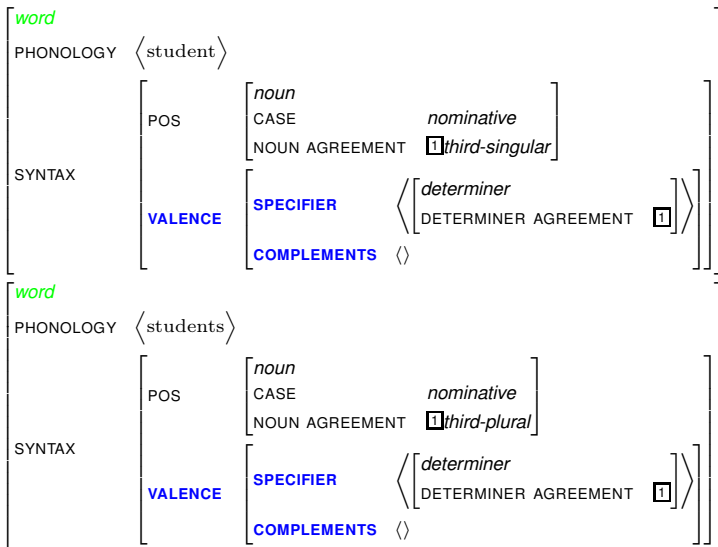 word
PHONOLOGY ⟨student⟩
noun
POS CASE nominative
NOUN AGREEMENT 1 third-singular
SYNTAX
determiner
VALENCE SPECIFIER ⟨ DETERMINER AGREEMENT 1 ⟩
COMPLEMENTS ⟨⟩
word
PHONOLOGY ⟨students⟩
noun
POS CASE nominative
NOUN AGREEMENT 1 third-plural
SYNTAX
determiner
VALENCE SPECIFIER ⟨ DETERMINER AGREEMENT 1 ⟩
COMPLEMENTS ⟨⟩